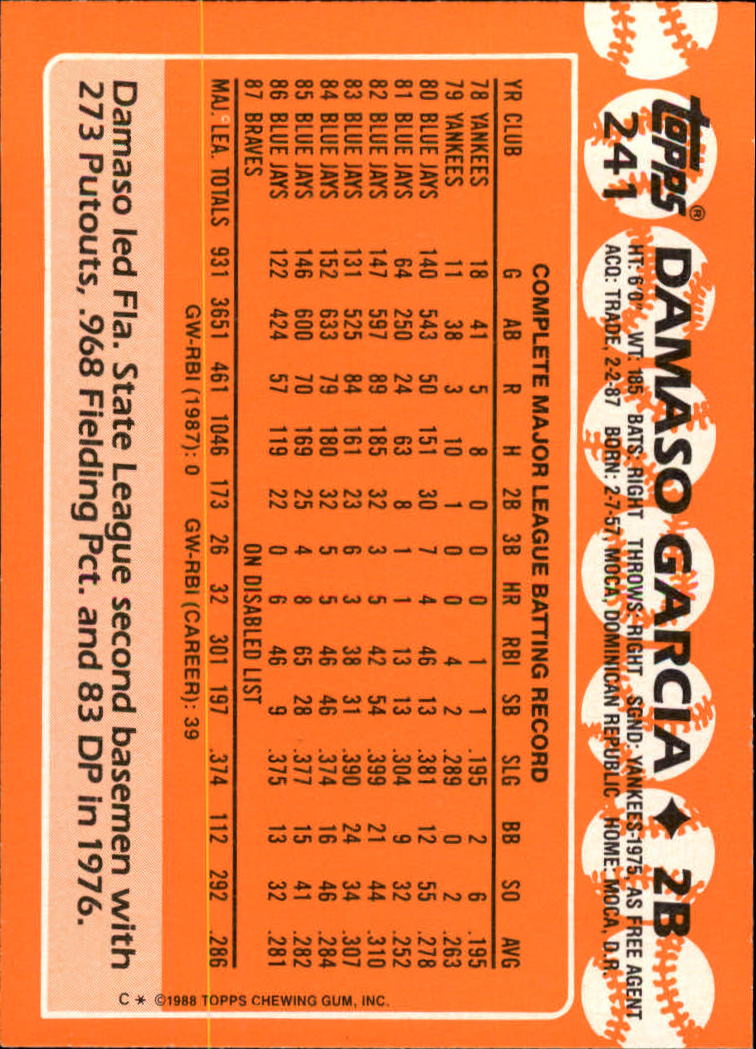 topps®
241
DAMASO GARCIA ✦ 2B
HT: 6'0" WT: 185 BATS: RIGHT THROWS: RIGHT SGND: YANKEES-1975, AS FREE AGENT
ACQ: TRADE, 2-2-87 BORN: 2-7-57, MOCA, DOMINICAN REPUBLIC HOME: MOCA, D.R.
COMPLETE MAJOR LEAGUE BATTING RECORD
YR CLUB G AB R H 2B 3B HR RBI SB SLG BB SO AVG
78 YANKEES 18 41 5 8 0 0 0 1 1 .195 2 6 .195
79 YANKEES 11 38 3 10 1 0 0 4 2 .289 0 2 .263
80 BLUE JAYS 140 543 50 151 30 7 4 46 13 .381 12 55 .278
81 BLUE JAYS 64 250 24 63 8 1 1 13 13 .304 9 32 .252
82 BLUE JAYS 147 597 89 185 32 3 5 42 54 .399 21 44 .310
83 BLUE JAYS 131 525 84 161 23 6 3 38 31 .390 24 34 .307
84 BLUE JAYS 152 633 79 180 32 5 5 46 46 .374 16 46 .284
85 BLUE JAYS 146 600 70 169 25 4 8 65 28 .377 15 41 .282
86 BLUE JAYS 122 424 57 119 22 0 6 46 9 .375 13 32 .281
87 BRAVES ON DISABLED LIST
MAJ. LEA. TOTALS 931 3651 461 1046 173 26 32 301 197 .374 112 292 .286
GW-RBI (1987): 0 GW-RBI (CAREER): 39
Damaso led Fla. State League second basemen with
273 Putouts, .968 Fielding Pct. and 83 DP in 1976.
C * ©1988 TOPPS CHEWING GUM, INC.